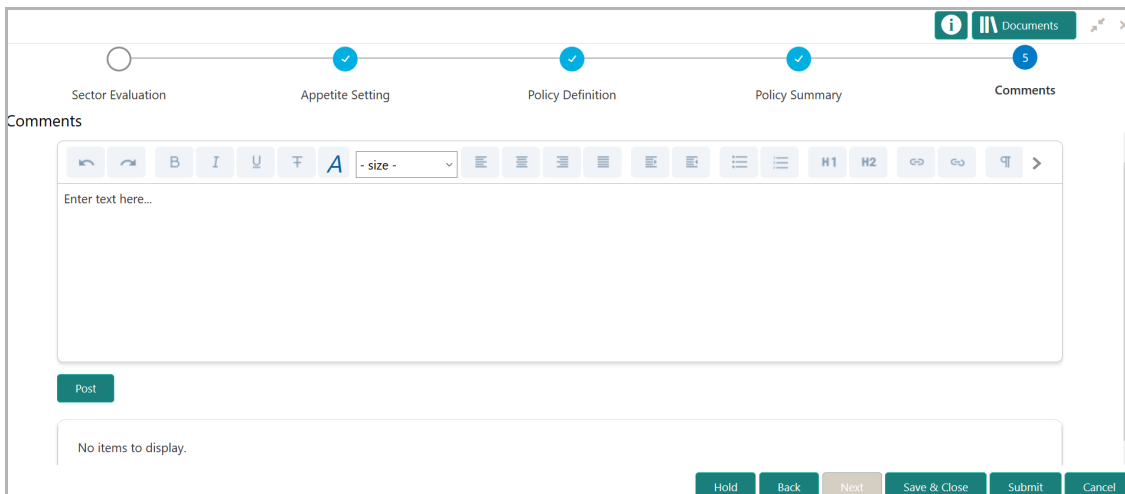 Documents
5
Sector Evaluation Appetite Setting Policy Definition Policy Summary Comments
Comments
B I U T A - size - H1 H2
Enter text here...
Post
No items to display.
Hold Back Next Save & Close Submit Cancel